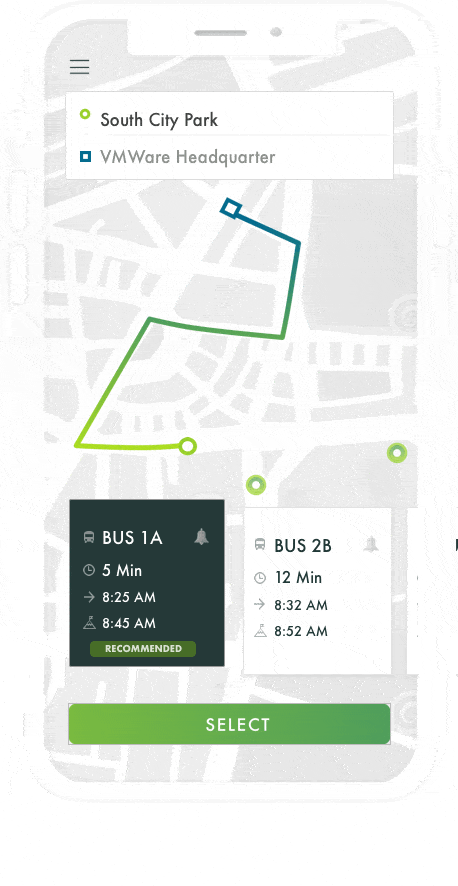 South City Park
VMWare Headquarter
BUS 1A
5 Min
8:25 AM
8:45 AM
RECOMMENDED
BUS 2B
12 Min
8:32 AM
8:52 AM
SELECT